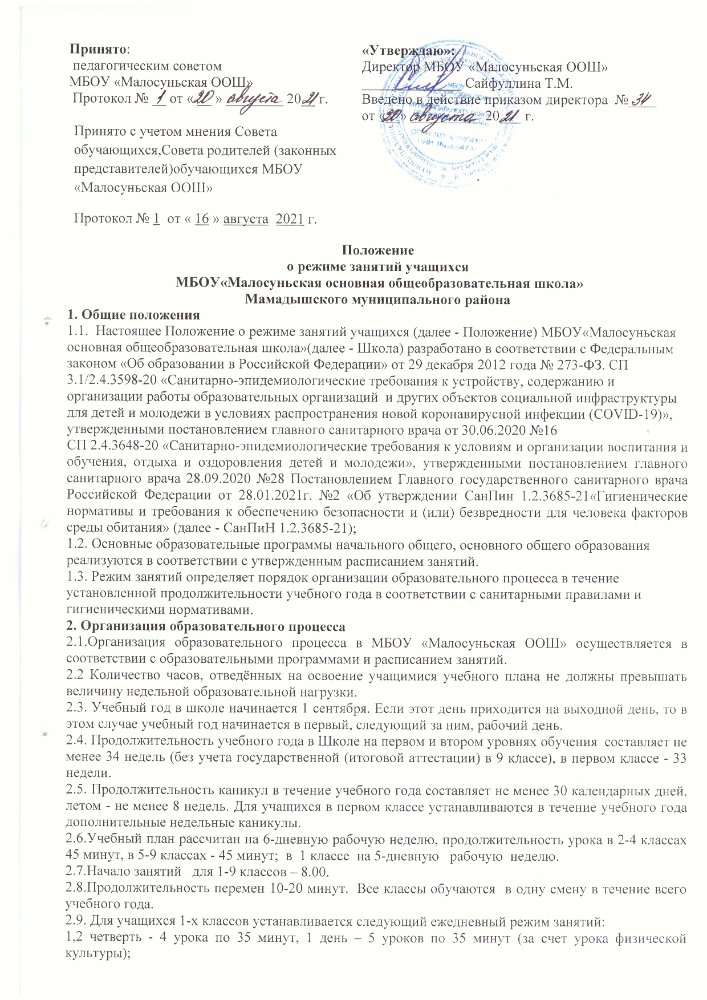 Принято:
педагогическим советом
МБОУ «Малосуньская ООШ»
Протокол № 1 от «20» августа 2021 г.
Принято с учетом мнения Совета
обучающихся,Совета родителей (законных
представителей)обучающихся МБОУ
«Малосуньская ООШ»
Протокол № 1 от « 16 » августа 2021 г.
«Утверждаю»:
Директор МБОУ «Малосуньская ООШ»
______________ Сайфуллина Т.М.
Введено в действие приказом директора №34
от «20» августа 2021 г.
Положение
о режиме занятий учащихся
МБОУ«Малосуньская основная общеобразовательная школа»
Мамадышского муниципального района
1. Общие положения
1.1. Настоящее Положение о режиме занятий учащихся (далее - Положение) МБОУ«Малосуньская
основная общеобразовательная школа»(далее - Школа) разработано в соответствии с Федеральным
законом «Об образовании в Российской Федерации» от 29 декабря 2012 года № 273-ФЗ. СП
3.1/2.4.3598-20 «Санитарно-эпидемиологические требования к устройству, содержанию и
организации работы образовательных организаций и других объектов социальной инфраструктуры
для детей и молодежи в условиях распространения новой коронавирусной инфекции (COVID-19)»,
утвержденными постановлением главного санитарного врача от 30.06.2020 №16
СП 2.4.3648-20 «Санитарно-эпидемиологические требования к условиям и организации воспитания и
обучения, отдыха и оздоровления детей и молодежи», утвержденными постановлением главного
санитарного врача 28.09.2020 №28 Постановлением Главного государственного санитарного врача
Российской Федерации от 28.01.2021г. №2 «Об утверждении СанПин 1.2.3685-21«Гигиенические
нормативы и требования к обеспечению безопасности и (или) безвредности для человека факторов
среды обитания» (далее - СанПиН 1.2.3685-21);
1.2. Основные образовательные программы начального общего, основного общего образования
реализуются в соответствии с утвержденным расписанием занятий.
1.3. Режим занятий определяет порядок организации образовательного процесса в течение
установленной продолжительности учебного года в соответствии с санитарными правилами и
гигиеническими нормативами.
2. Организация образовательного процесса
2.1.Организация образовательного процесса в МБОУ «Малосуньская ООШ» осуществляется в
соответствии с образовательными программами и расписанием занятий.
2.2 Количество часов, отведённых на освоение учащимися учебного плана не должны превышать
величину недельной образовательной нагрузки.
2.3. Учебный год в школе начинается 1 сентября. Если этот день приходится на выходной день, то в
этом случае учебный год начинается в первый, следующий за ним, рабочий день.
2.4. Продолжительность учебного года в Школе на первом и втором уровнях обучения составляет не
менее 34 недель (без учета государственной (итоговой аттестации) в 9 классе), в первом классе - 33
недели.
2.5. Продолжительность каникул в течение учебного года составляет не менее 30 календарных дней,
летом - не менее 8 недель. Для учащихся в первом классе устанавливаются в течение учебного года
дополнительные недельные каникулы.
2.6.Учебный план рассчитан на 6-дневную рабочую неделю, продолжительность урока в 2-4 классах
45 минут, в 5-9 классах - 45 минут; в 1 классе на 5-дневную рабочую неделю.
2.7.Начало занятий для 1-9 классов – 8.00.
2.8.Продолжительность перемен 10-20 минут. Все классы обучаются в одну смену в течение всего
учебного года.
2.9. Для учащихся 1-х классов устанавливается следующий ежедневный режим занятий:
1,2 четверть - 4 урока по 35 минут, 1 день – 5 уроков по 35 минут (за счет урока физической
культуры);